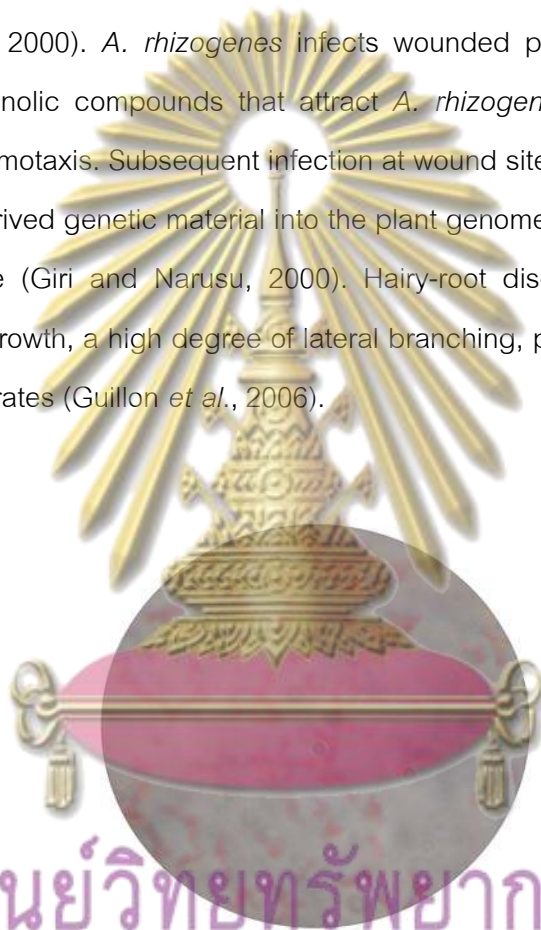 2000). A. rhizogenes infects wounded p
nolic compounds that attract A. rhizogen
motaxis. Subsequent infection at wound site
rived genetic material into the plant genome
e (Giri and Narusu, 2000). Hairy-root dis
rowth, a high degree of lateral branching, p
rates (Guillon et al., 2006).
นย์วิทยทรัพยาก